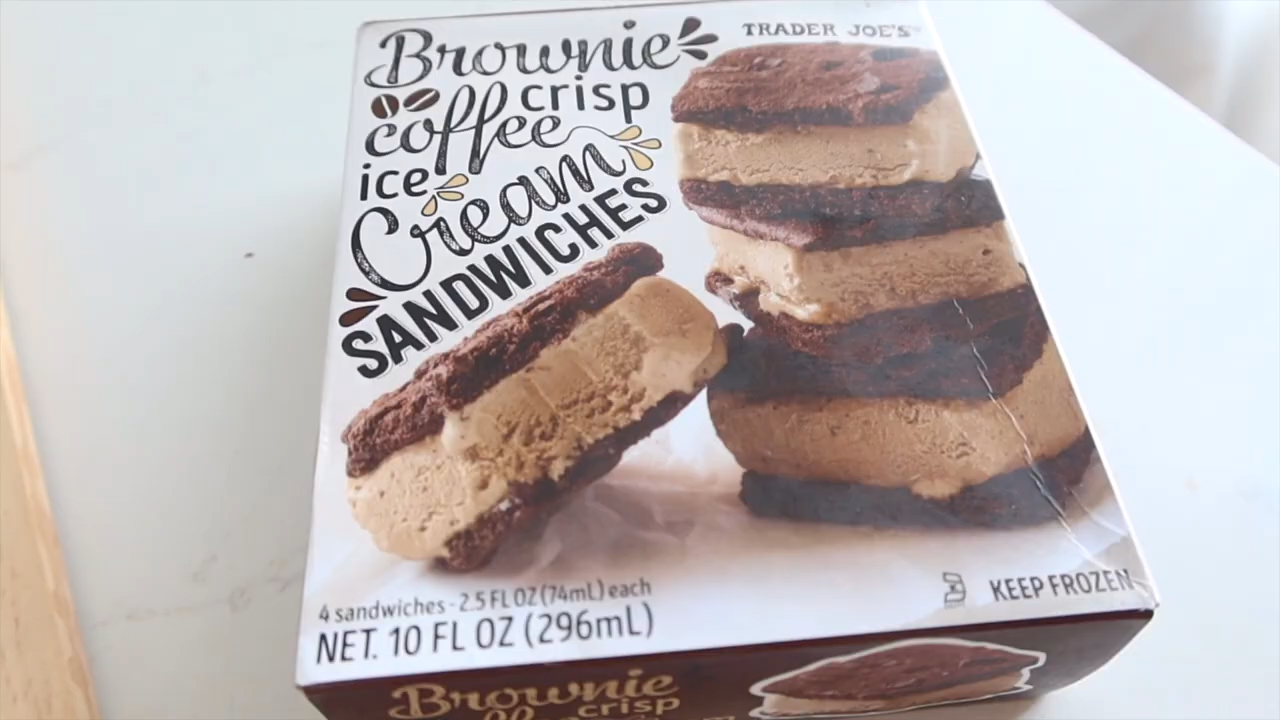 TRADER JOE'S
Brownie
crisp
coffee
ice
Cream
SANDWICHES
4 sandwiches - 2.5 FL OZ (74mL) each
NET. 10 FL OZ (296mL)
KEEP FROZEN
Brownie
crisp